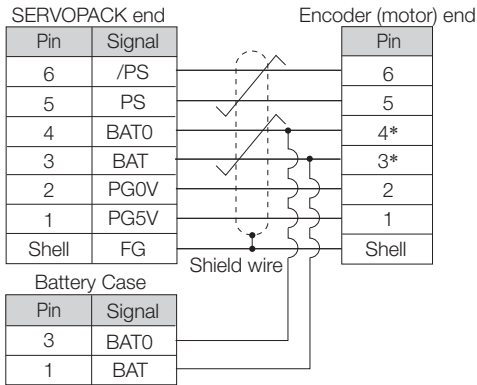 SERVOPACK end Encoder (motor) end
Pin Signal Pin
6 /PS 6
5 PS 5
4 BAT0 4*
3 BAT 3*
2 PG0V 2
1 PG5V 1
Shell FG Shell
Shield wire
Battery Case
Pin Signal
3 BAT0
1 BAT